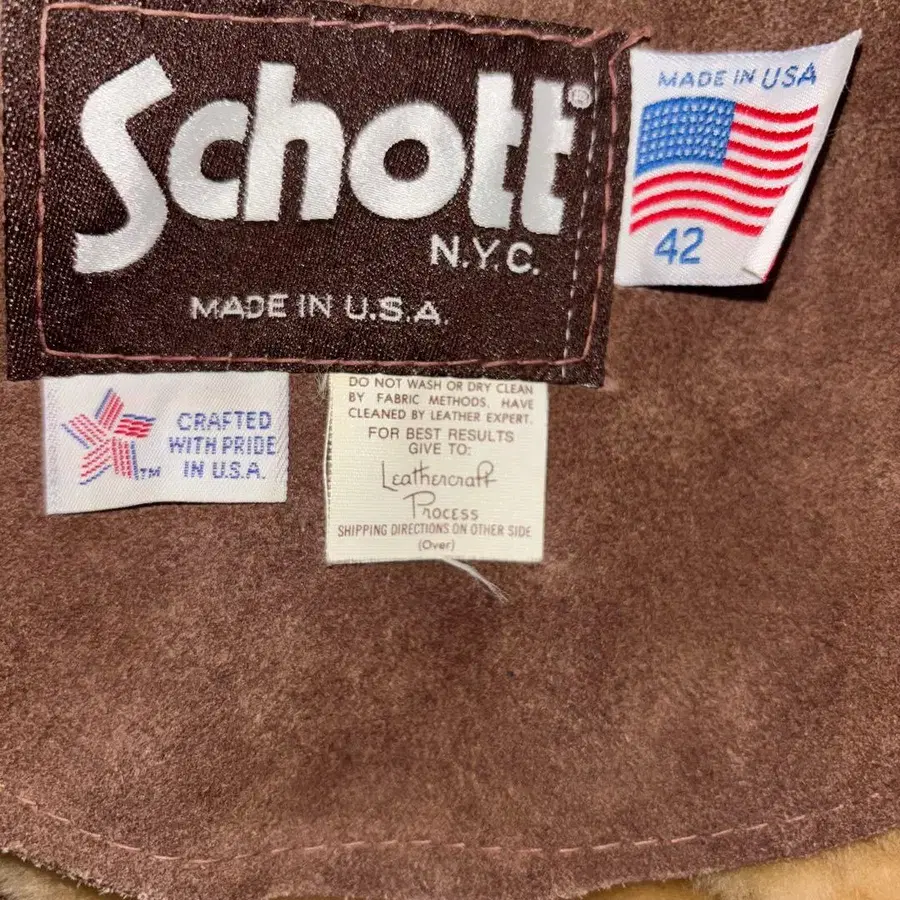 Schott®
N.Y.C.
MADE IN U.S.A.
MADE IN USA
42
CRAFTED
WITH PRIDE
IN U.S.A.
TM
DO NOT WASH OR DRY CLEAN
BY FABRIC METHODS. HAVE
CLEANED BY LEATHER EXPERT.
FOR BEST RESULTS
GIVE TO:
Leathercraft
Process
SHIPPING DIRECTIONS ON OTHER SIDE
(Over)